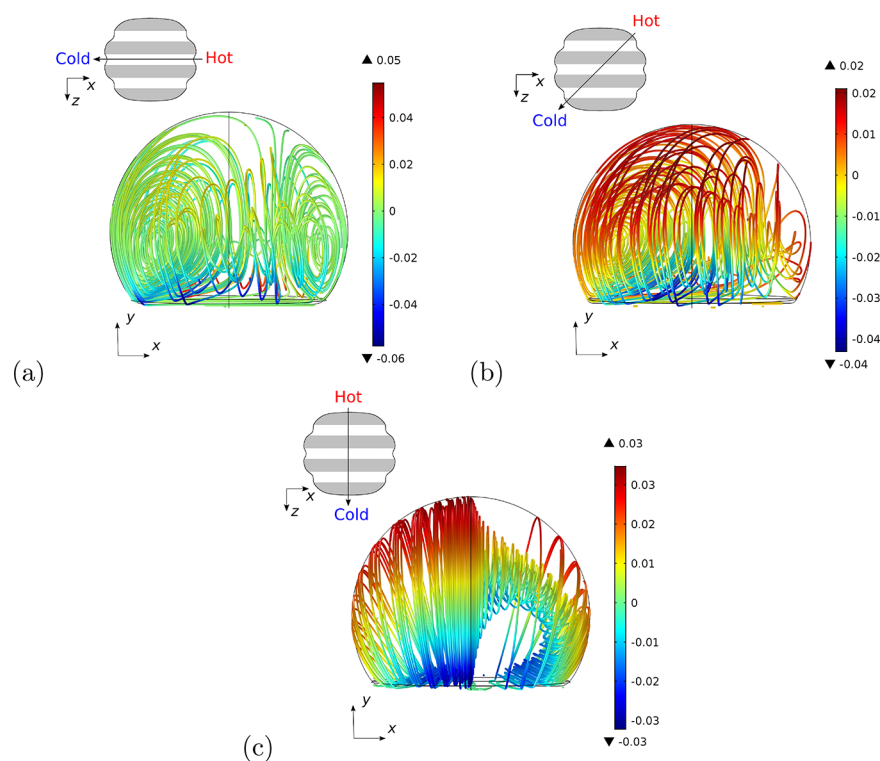 Cold
Hot
x
z
▲ 0.05
0.04
0.02
0
-0.02
-0.04
▼ -0.06
y
x
(a)
Hot
x
z
Cold
▲ 0.02
0.02
0.01
0
-0.01
-0.02
-0.03
-0.04
▼ -0.04
y
x
(b)
Hot
x
z
Cold
▲ 0.03
0.03
0.02
0.01
0
-0.01
-0.02
-0.03
▼ -0.03
y
x
(c)